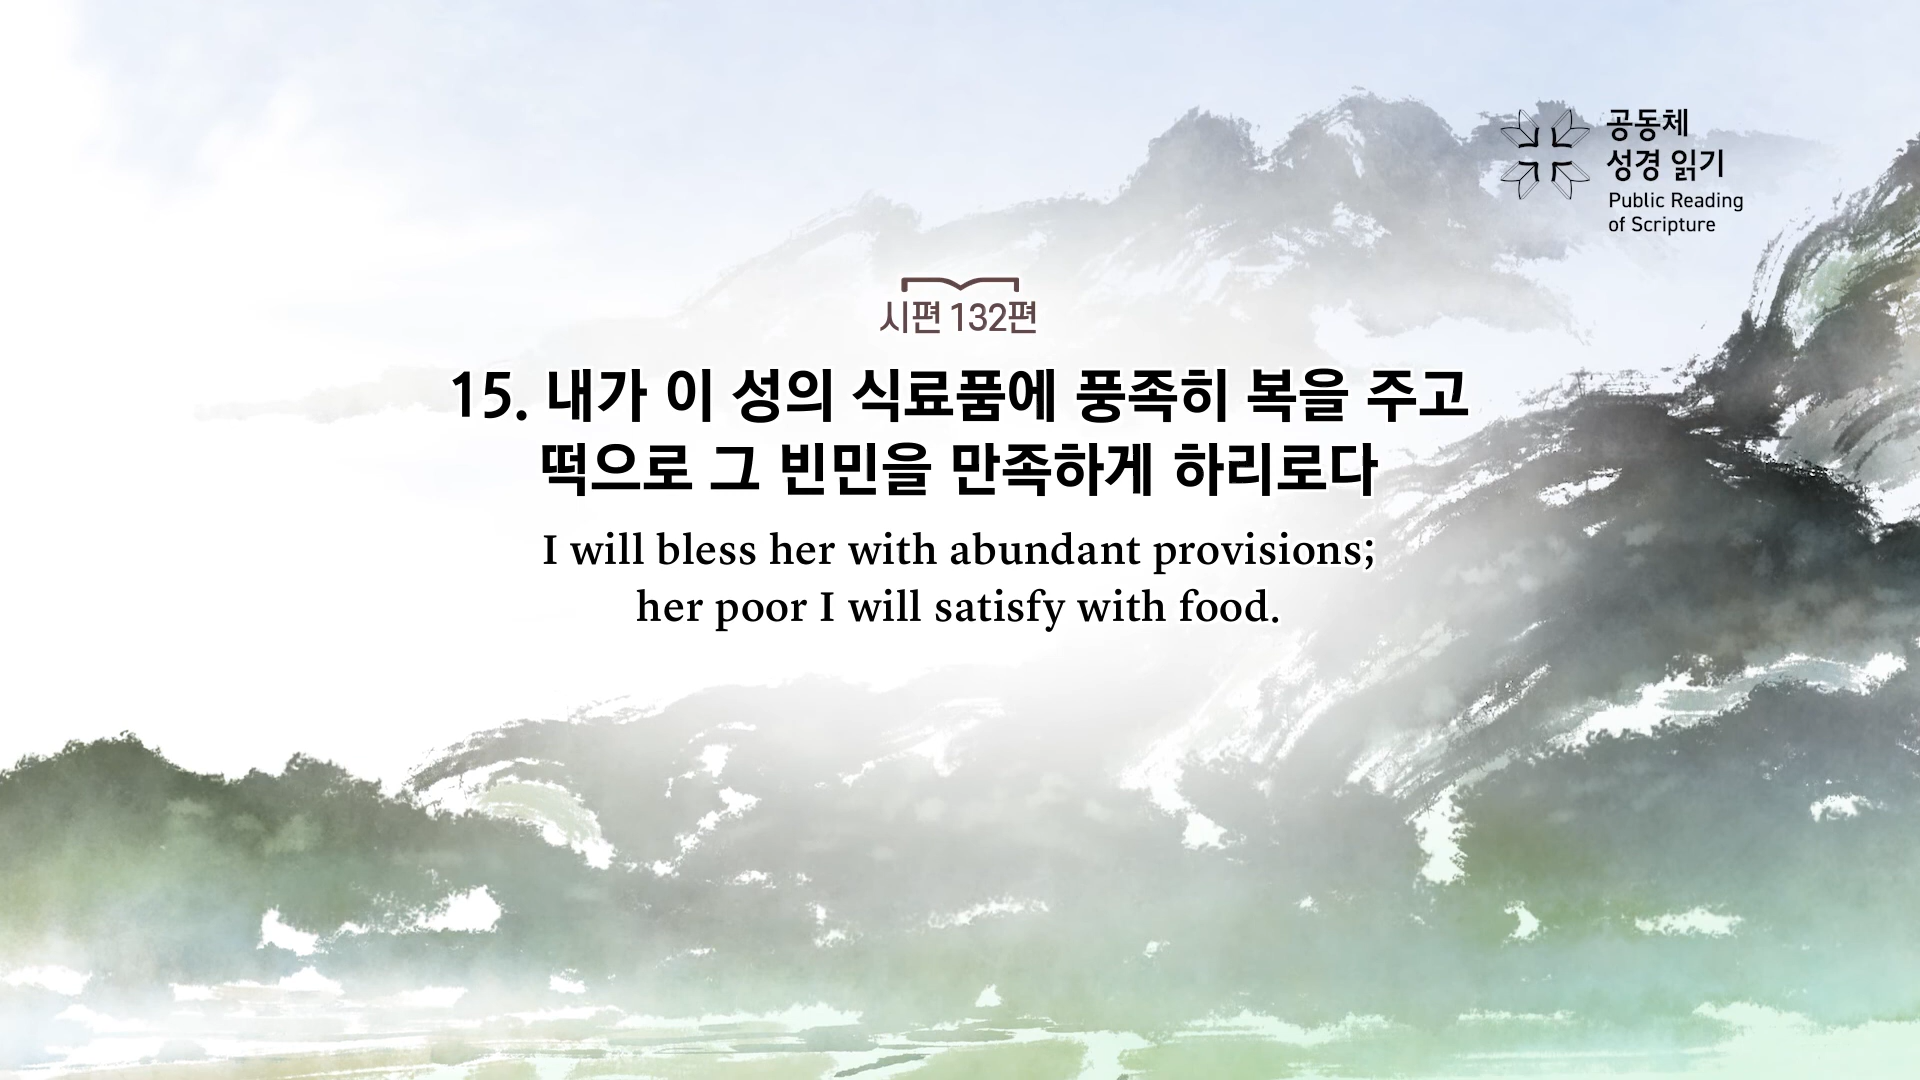 공동체
성경 읽기
Public Reading
of Scripture
시편 132편
15. 내가 이 성의 식료품에 풍족히 복을 주고
떡으로 그 빈민을 만족하게 하리로다
I will bless her with abundant provisions;
her poor I will satisfy with food.